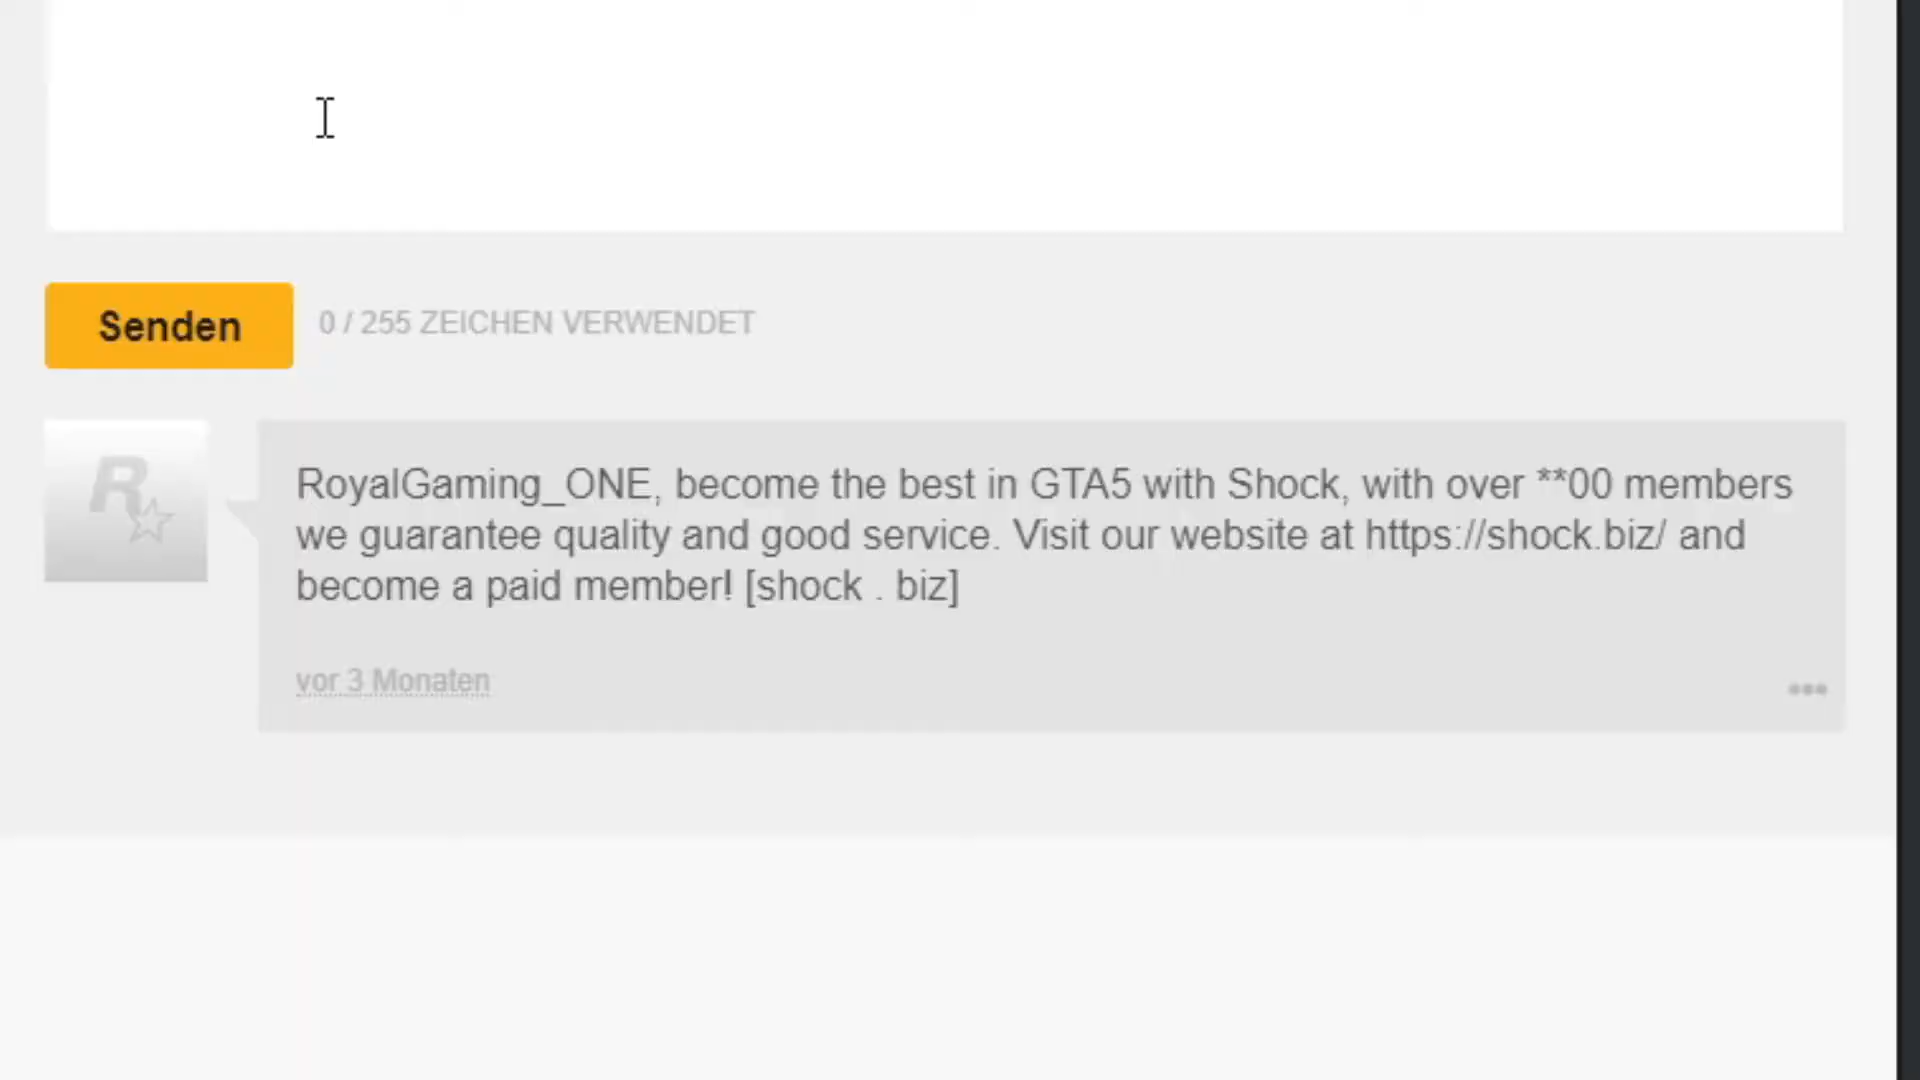 Senden 0 / 255 ZEICHEN VERWENDET
R
RoyalGaming_ONE, become the best in GTA5 with Shock, with over **00 members
we guarantee quality and good service. Visit our website at https://shock.biz/ and
become a paid member! [shock . biz]
vor 3 Monaten